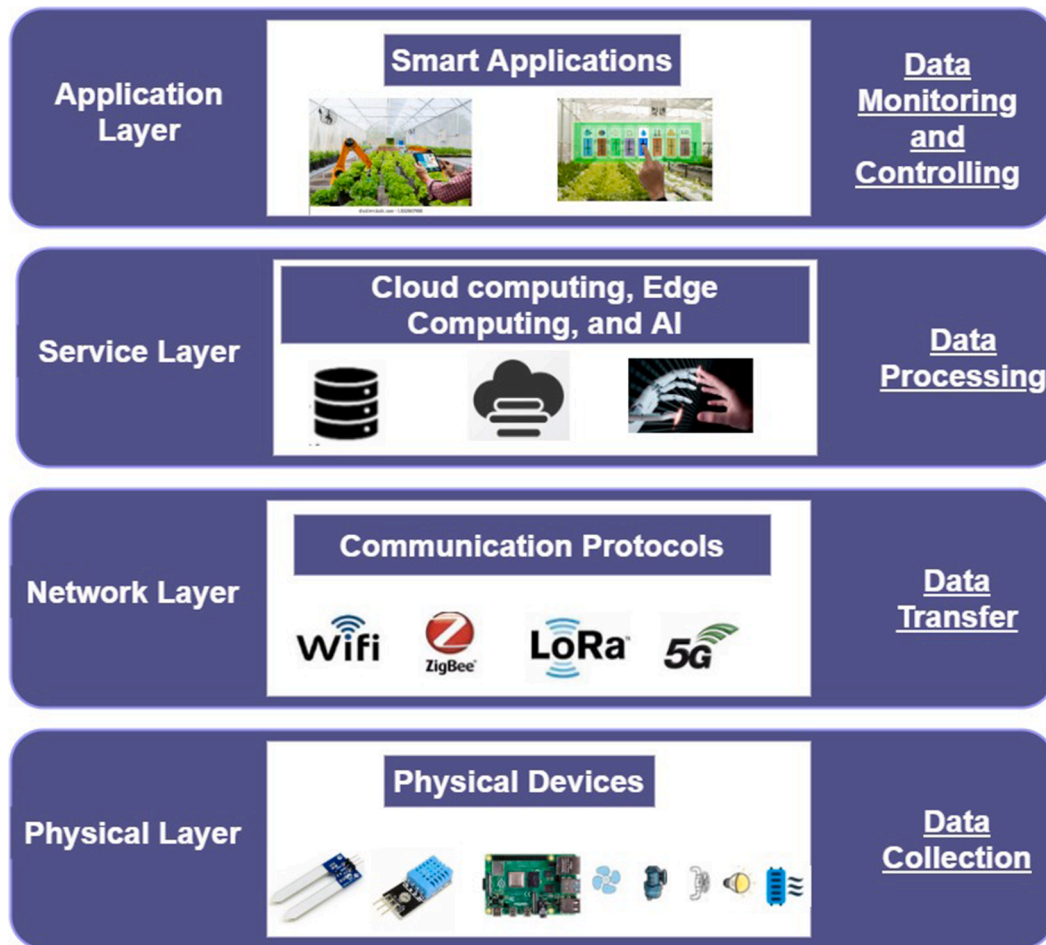 Application
Layer
Smart Applications
Data
Monitoring
and
Controlling
Service Layer
Cloud computing, Edge
Computing, and AI
Data
Processing
Network Layer
Communication Protocols
Wifi
ZigBee
LoRa
5G
Data
Transfer
Physical Layer
Physical Devices
Data
Collection